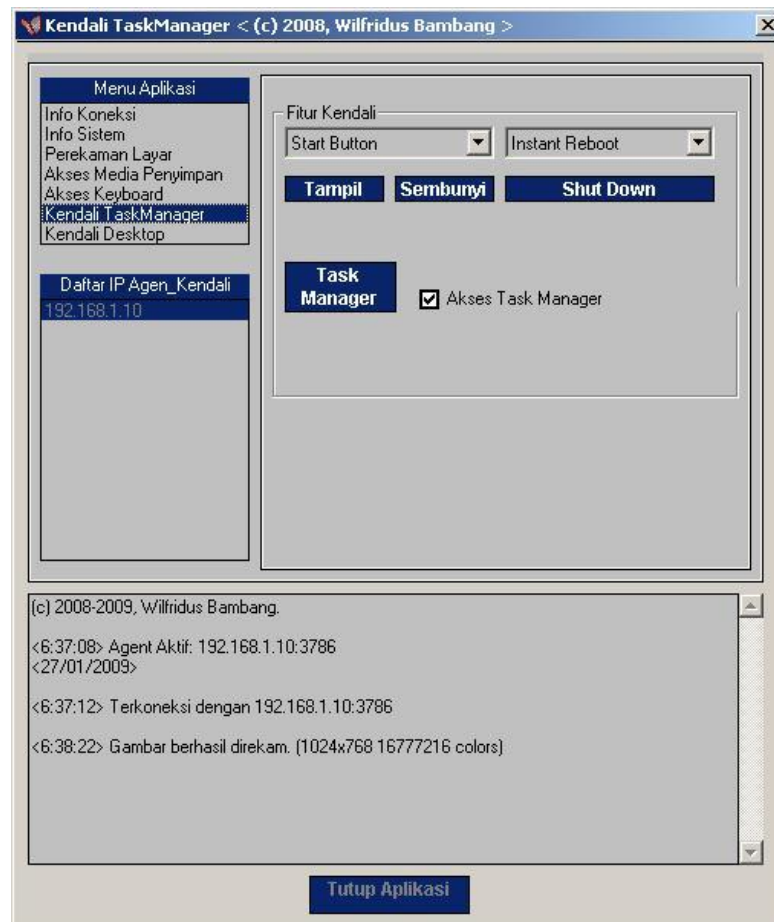 Kendali TaskManager < (c) 2008, Wilfridus Bambang >
Menu Aplikasi
Info Koneksi
Info Sistem
Perekaman Layar
Akses Media Penyimpan
Akses Keyboard
Kendali TaskManager
Kendali Desktop
Daftar IP Agen_Kendali
192.168.1.10
Fitur Kendali
Start Button
Instant Reboot
Tampil
Sembunyi
Shut Down
Task
Manager
Akses Task Manager
(c) 2008-2009, Wilfridus Bambang.
<6:37:08> Agent Aktif: 192.168.1.10:3786
<27/01/2009>
<6:37:12> Terkoneksi dengan 192.168.1.10:3786
<6:38:22> Gambar berhasil direkam. (1024x768 16777216 colors)
Tutup Aplikasi